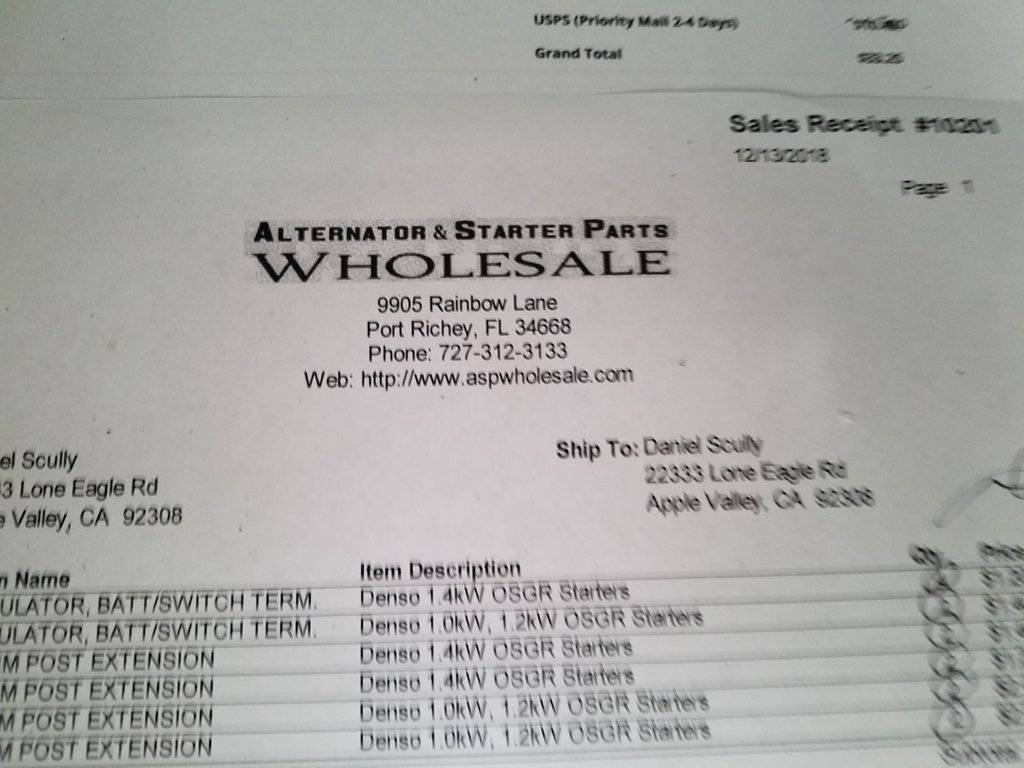 USPS (Priority Mail 2-4 Days)
Grand Total
Sales Receipt #10201
12/13/2018
Page 1
ALTERNATOR & STARTER PARTS
WHOLESALE
9905 Rainbow Lane
Port Richey, FL 34668
Phone: 727-312-3133
Web: http://www.aspwholesale.com
el Scully
3 Lone Eagle Rd
e Valley, CA 92308
Ship To: Daniel Scully
22333 Lone Eagle Rd
Apple Valley, CA 92308
n Name Item Description Qty Price
ULATOR, BATT/SWITCH TERM. Denso 1.4kW OSGR Starters
ULATOR, BATT/SWITCH TERM. Denso 1.0kW, 1.2kW OSGR Starters
M POST EXTENSION Denso 1.4kW OSGR Starters
M POST EXTENSION Denso 1.4kW OSGR Starters
M POST EXTENSION Denso 1.0kW, 1.2kW OSGR Starters
M POST EXTENSION Denso 1.0kW, 1.2kW OSGR Starters